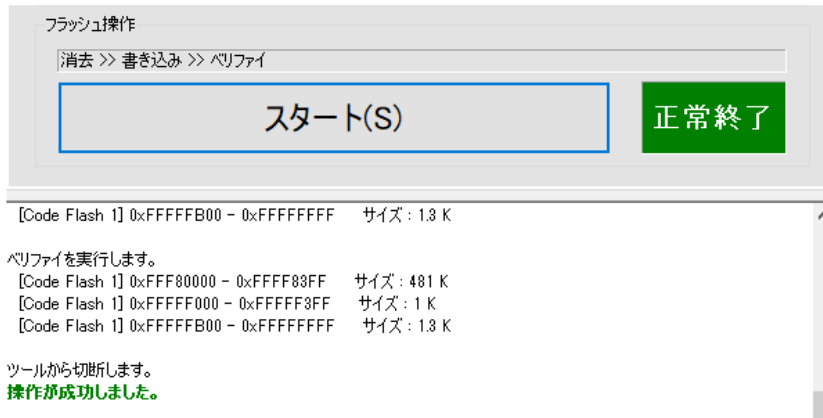 フラッシュ操作
消去 >> 書き込み >> ベリファイ
スタート(S)
正常終了
[Code Flash 1] 0xFFFFFB00 - 0xFFFFFFFF サイズ : 1.3 K
ベリファイを実行します。
[Code Flash 1] 0xFFF80000 - 0xFFFF83FF サイズ : 481 K
[Code Flash 1] 0xFFFFF000 - 0xFFFFF3FF サイズ : 1 K
[Code Flash 1] 0xFFFFFB00 - 0xFFFFFFFF サイズ : 1.3 K
ツールから切断します。
操作が成功しました。